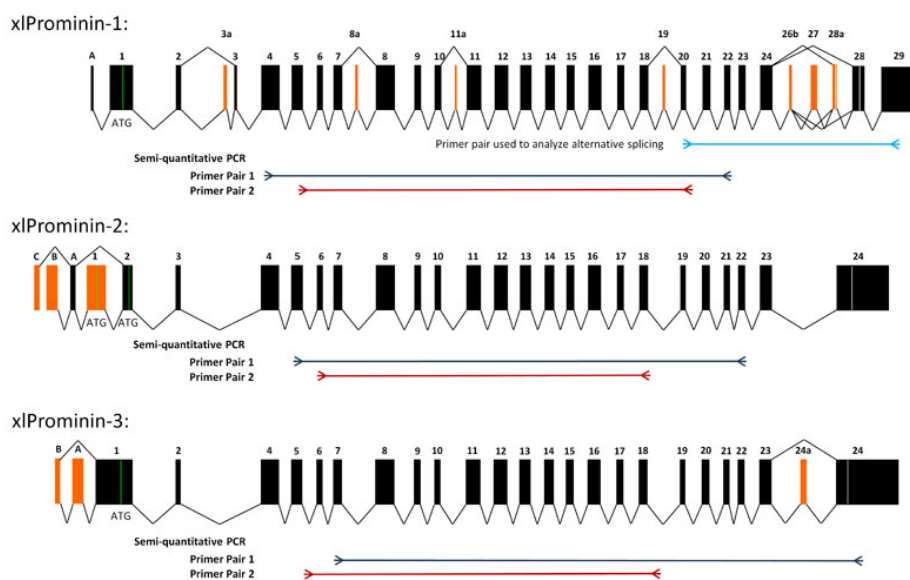 xlProminin-1:
3a 8a 11a 19 26b 27 28a
A 1 2 3 4 5 6 7 8 9 10 11 12 13 14 15 16 17 18 20 21 22 23 24 28 29
ATG
Primer pair used to analyze alternative splicing
Semi-quantitative PCR
Primer Pair 1
Primer Pair 2
xlProminin-2:
C B A 1 2 3 4 5 6 7 8 9 10 11 12 13 14 15 16 17 18 19 20 21 22 23 24
ATG ATG
Semi-quantitative PCR
Primer Pair 1
Primer Pair 2
xlProminin-3:
B A 1 2 4 5 6 7 8 9 10 11 12 13 14 15 16 17 18 19 20 21 22 23 24a 24
ATG
Semi-quantitative PCR
Primer Pair 1
Primer Pair 2